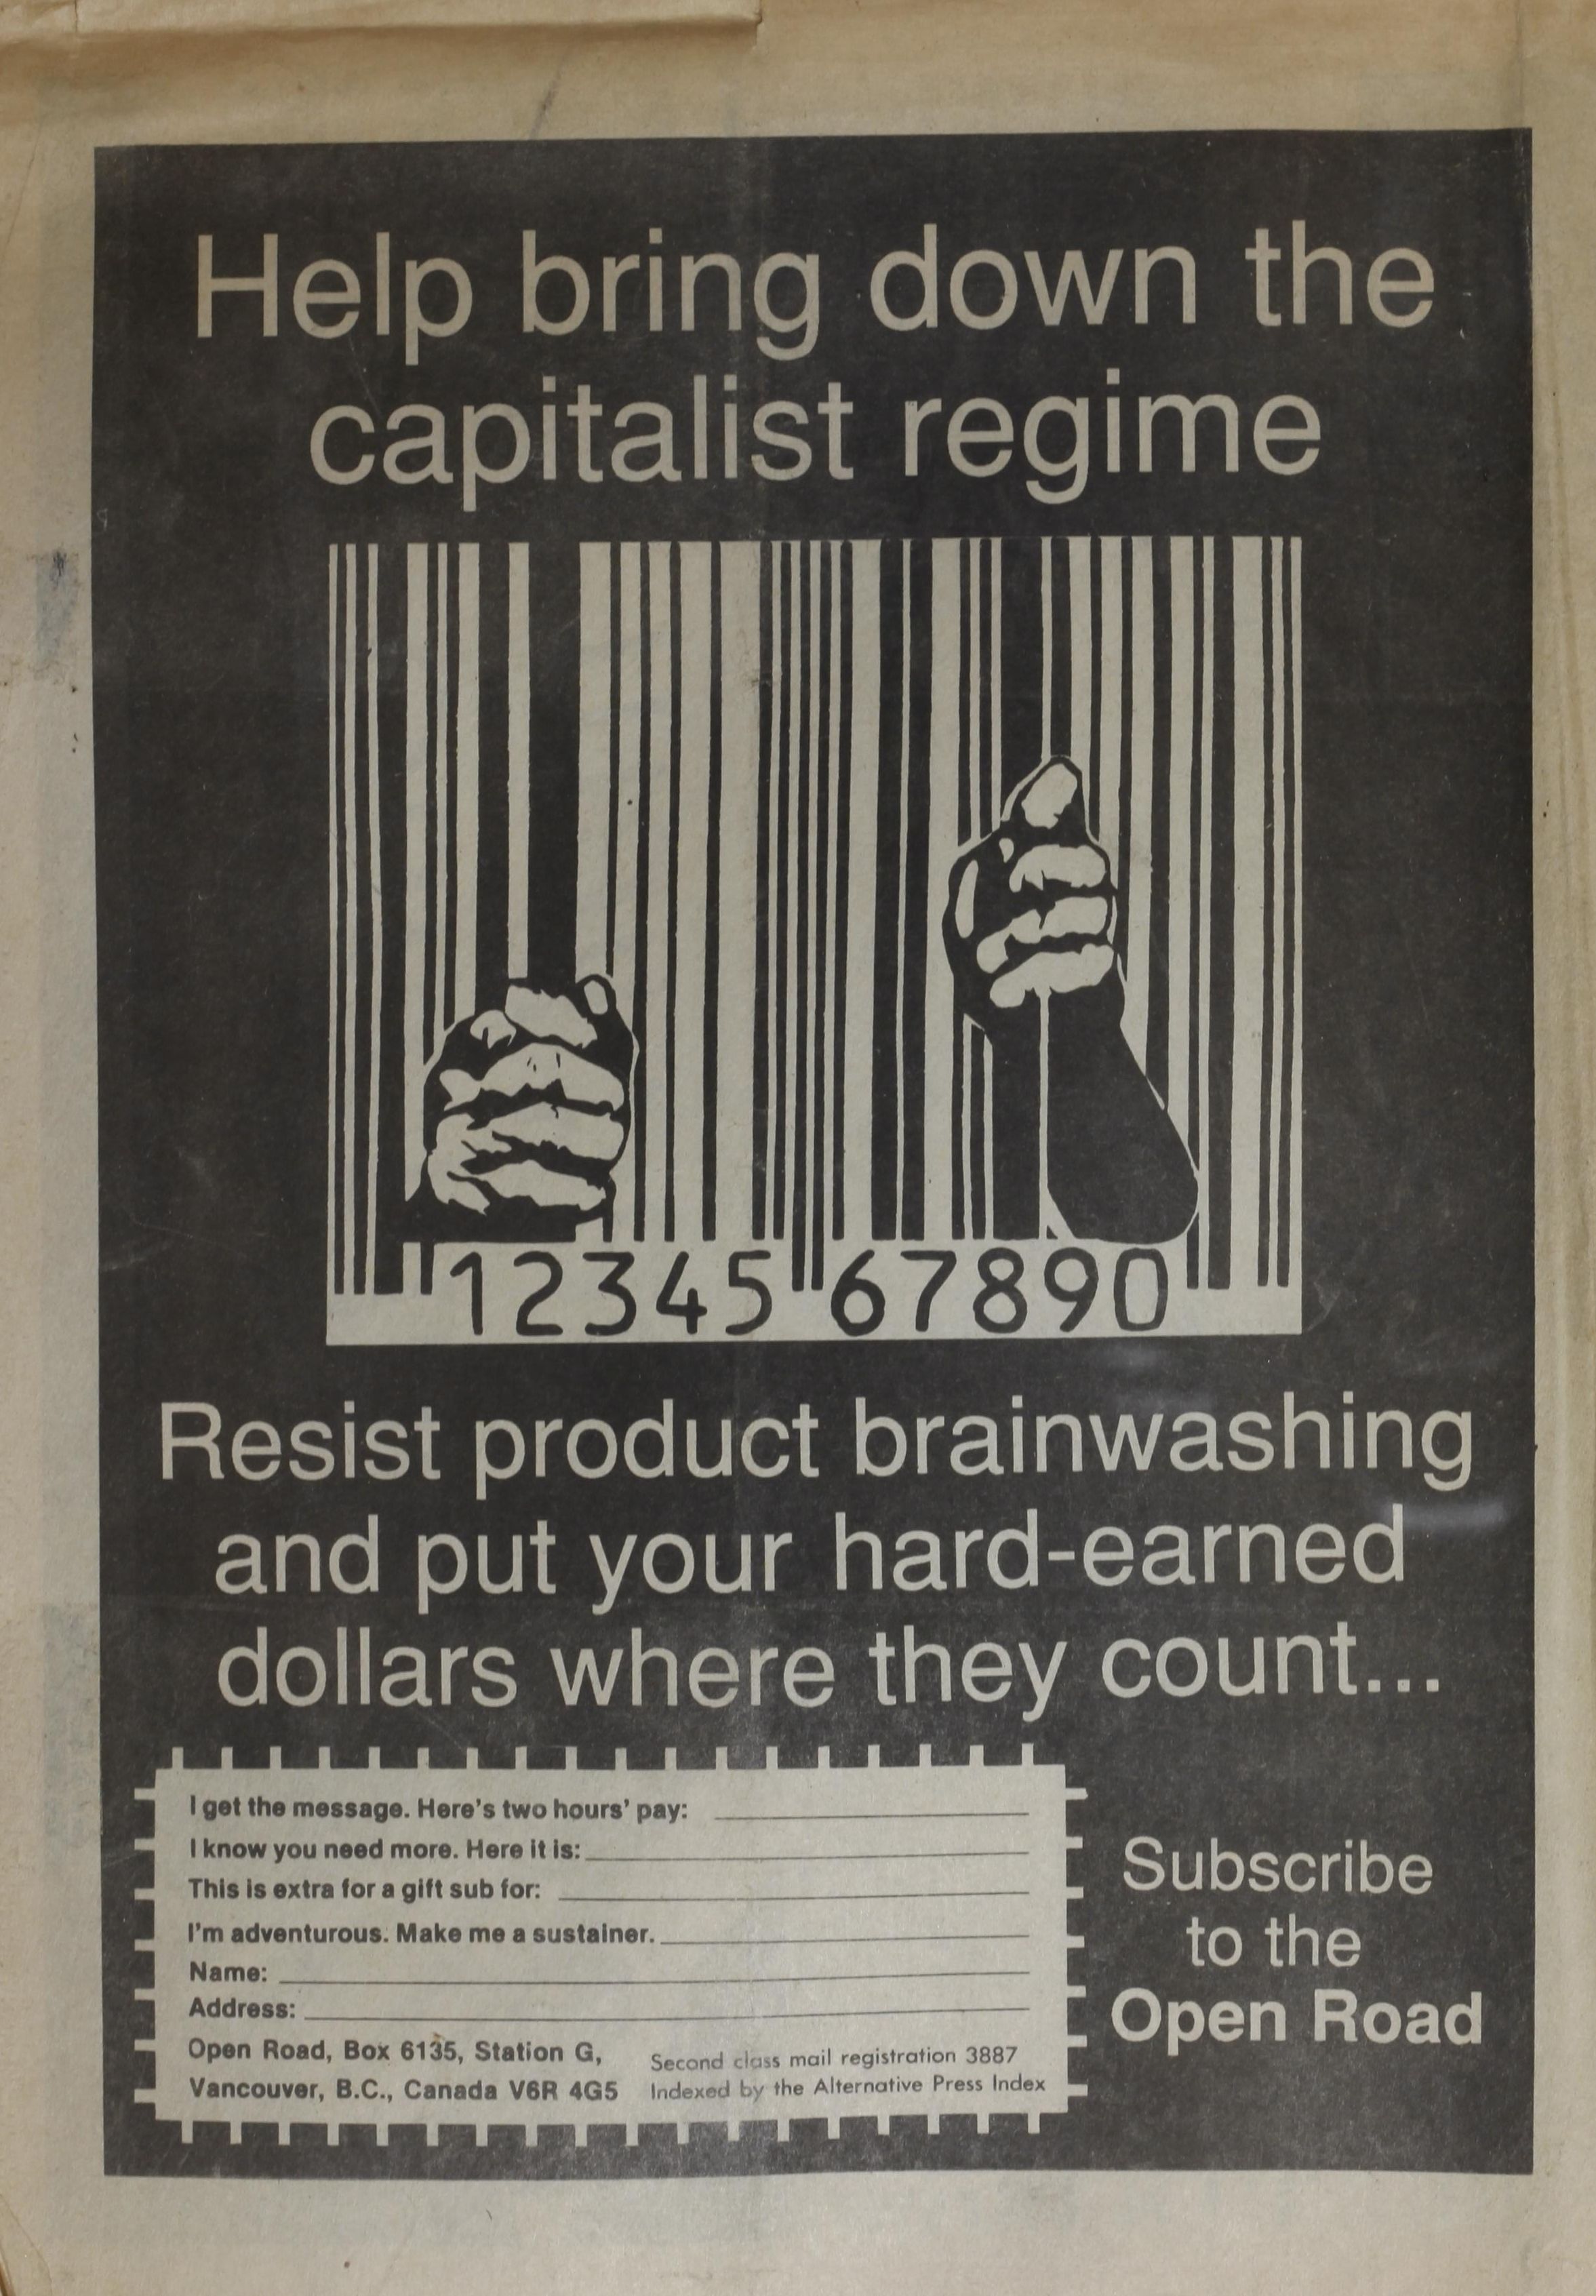 Help bring down the
capitalist regime
12345 67890
Resist product brainwashing
and put your hard-earned
dollars where they count...
I get the message. Here's two hours' pay:
I know you need more. Here it is:
This is extra for a gift sub for:
I'm adventurous. Make me a sustainer.
Name:
Address:
Open Road, Box 6135, Station G,
Vancouver, B.C., Canada V6R 4G5
Second class mail registration 3887
Indexed by the Alternative Press Index
Subscribe
to the
Open Road